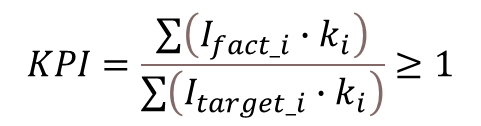 KPI = ∑(I_fact_i · k_i) / ∑(I_target_i · k_i) ≥ 1